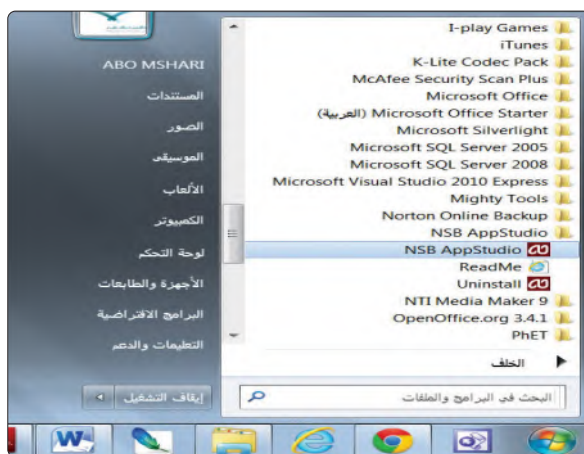 I-play Games
iTunes
K-Lite Codec Pack
McAfee Security Scan Plus
Microsoft Office
Microsoft Office Starter (العربية)
Microsoft Silverlight
Microsoft SQL Server 2005
Microsoft SQL Server 2008
Microsoft Visual Studio 2010 Express
Mighty Tools
Norton Online Backup
NSB AppStudio
NSB AppStudio
ReadMe
Uninstall
NTI Media Maker 9
OpenOffice.org 3.4.1
PhET
الخلف
البحث في البرامج والملفات
ABO MSHARI
المستندات
الصور
الموسيقى
الألعاب
الكمبيوتر
لوحة التحكم
الأجهزة والطابعات
البرامج الافتراضية
التعليمات والدعم
إيقاف التشغيل